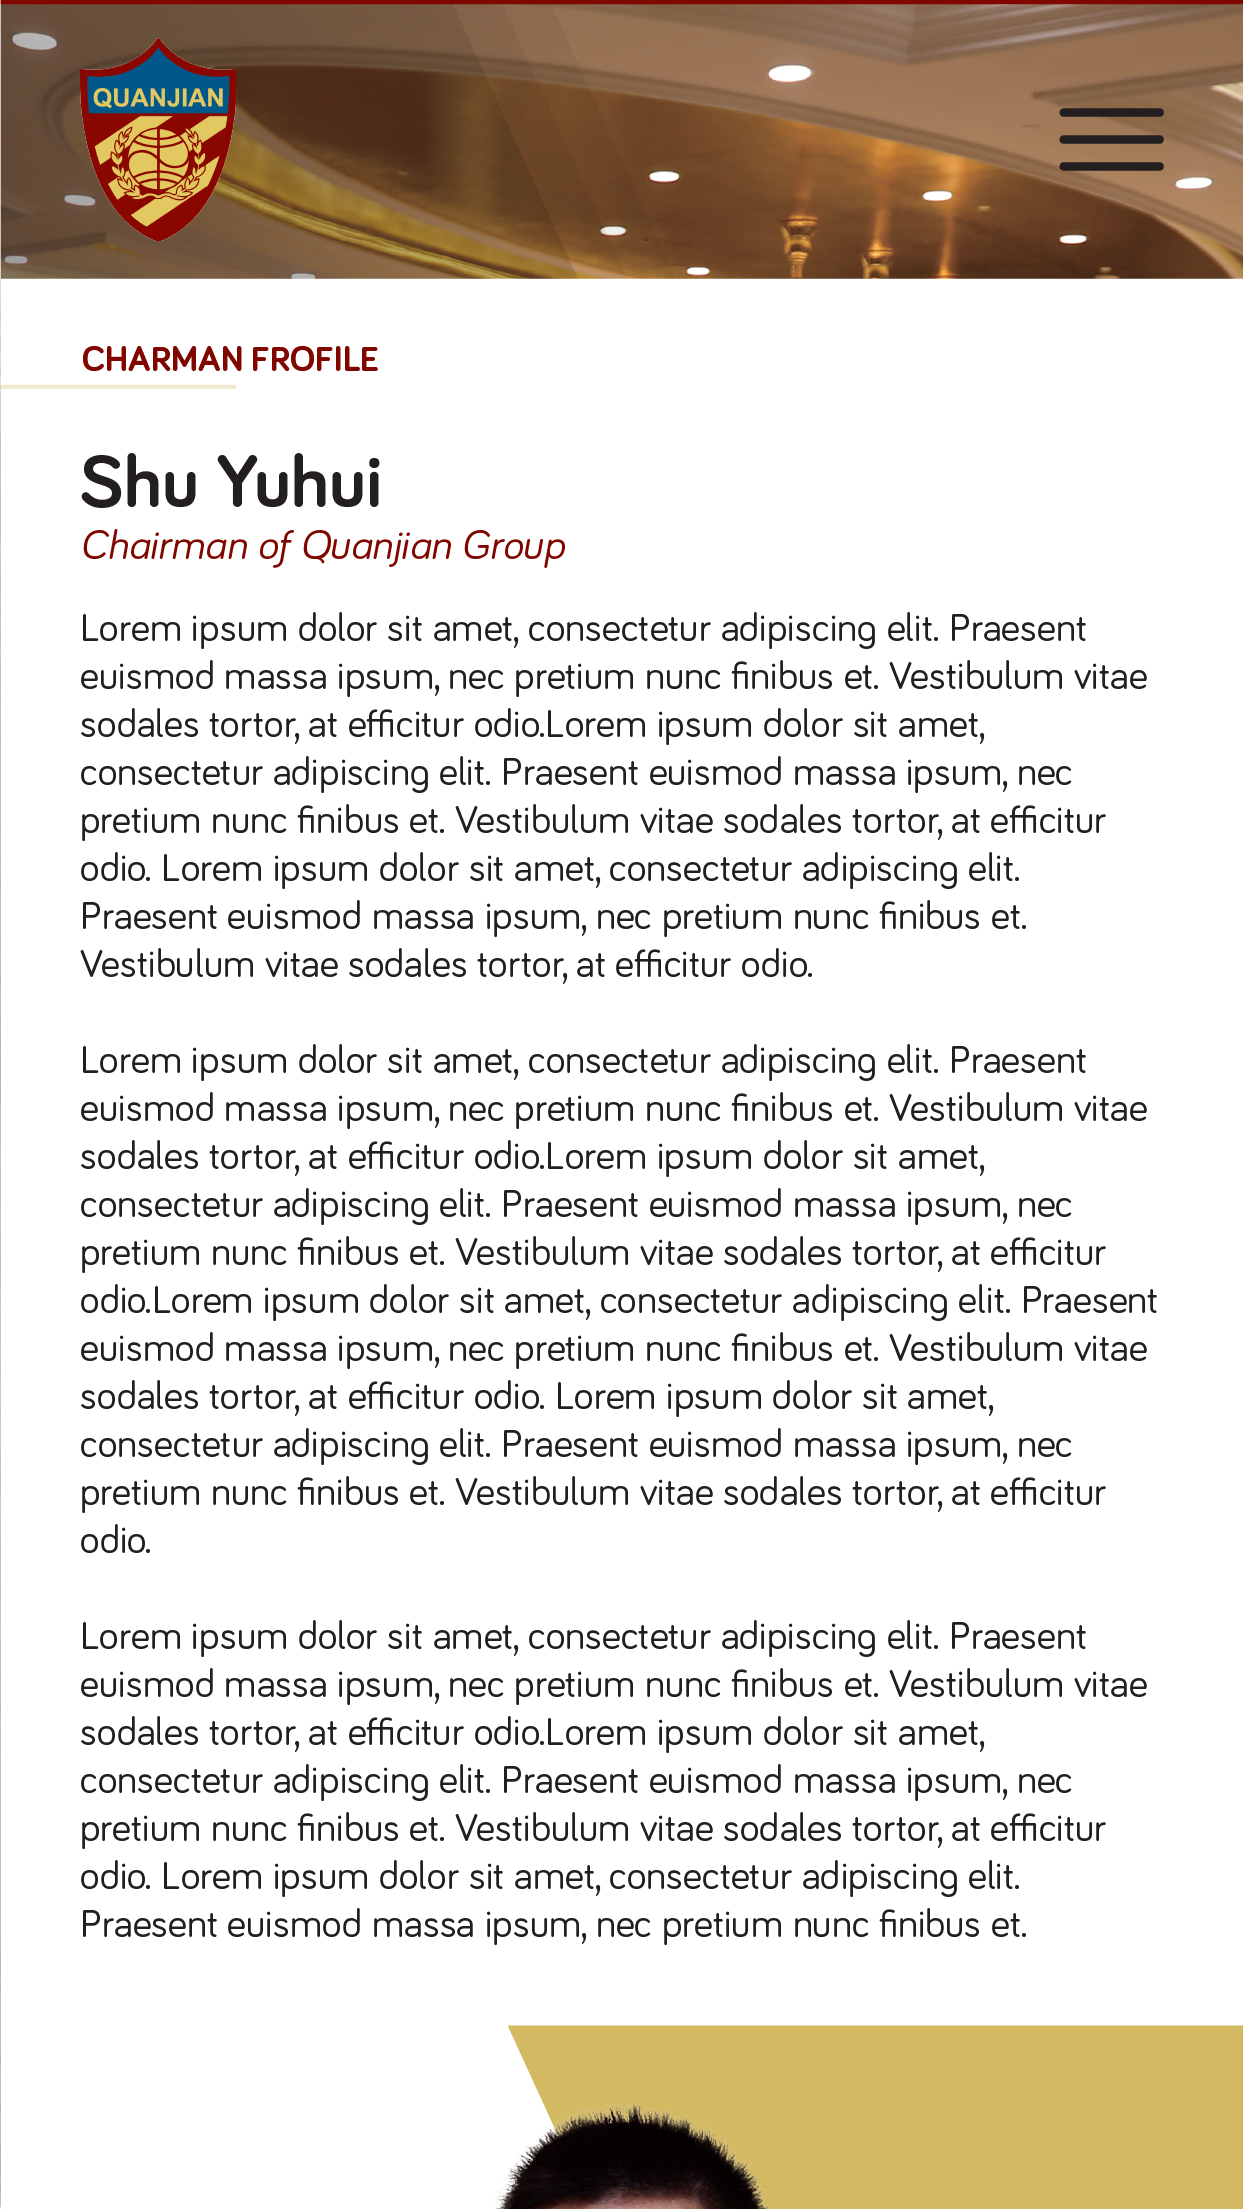 QUANJIAN
CHARMAN FROFILE
Shu Yuhui
Chairman of Quanjian Group
Lorem ipsum dolor sit amet, consectetur adipiscing elit. Praesent
euismod massa ipsum, nec pretium nunc finibus et. Vestibulum vitae
sodales tortor, at efficitur odio.Lorem ipsum dolor sit amet,
consectetur adipiscing elit. Praesent euismod massa ipsum, nec
pretium nunc finibus et. Vestibulum vitae sodales tortor, at efficitur
odio. Lorem ipsum dolor sit amet, consectetur adipiscing elit.
Praesent euismod massa ipsum, nec pretium nunc finibus et.
Vestibulum vitae sodales tortor, at efficitur odio.
Lorem ipsum dolor sit amet, consectetur adipiscing elit. Praesent
euismod massa ipsum, nec pretium nunc finibus et. Vestibulum vitae
sodales tortor, at efficitur odio.Lorem ipsum dolor sit amet,
consectetur adipiscing elit. Praesent euismod massa ipsum, nec
pretium nunc finibus et. Vestibulum vitae sodales tortor, at efficitur
odio.Lorem ipsum dolor sit amet, consectetur adipiscing elit. Praesent
euismod massa ipsum, nec pretium nunc finibus et. Vestibulum vitae
sodales tortor, at efficitur odio. Lorem ipsum dolor sit amet,
consectetur adipiscing elit. Praesent euismod massa ipsum, nec
pretium nunc finibus et. Vestibulum vitae sodales tortor, at efficitur
odio.
Lorem ipsum dolor sit amet, consectetur adipiscing elit. Praesent
euismod massa ipsum, nec pretium nunc finibus et. Vestibulum vitae
sodales tortor, at efficitur odio.Lorem ipsum dolor sit amet,
consectetur adipiscing elit. Praesent euismod massa ipsum, nec
pretium nunc finibus et. Vestibulum vitae sodales tortor, at efficitur
odio. Lorem ipsum dolor sit amet, consectetur adipiscing elit.
Praesent euismod massa ipsum, nec pretium nunc finibus et.